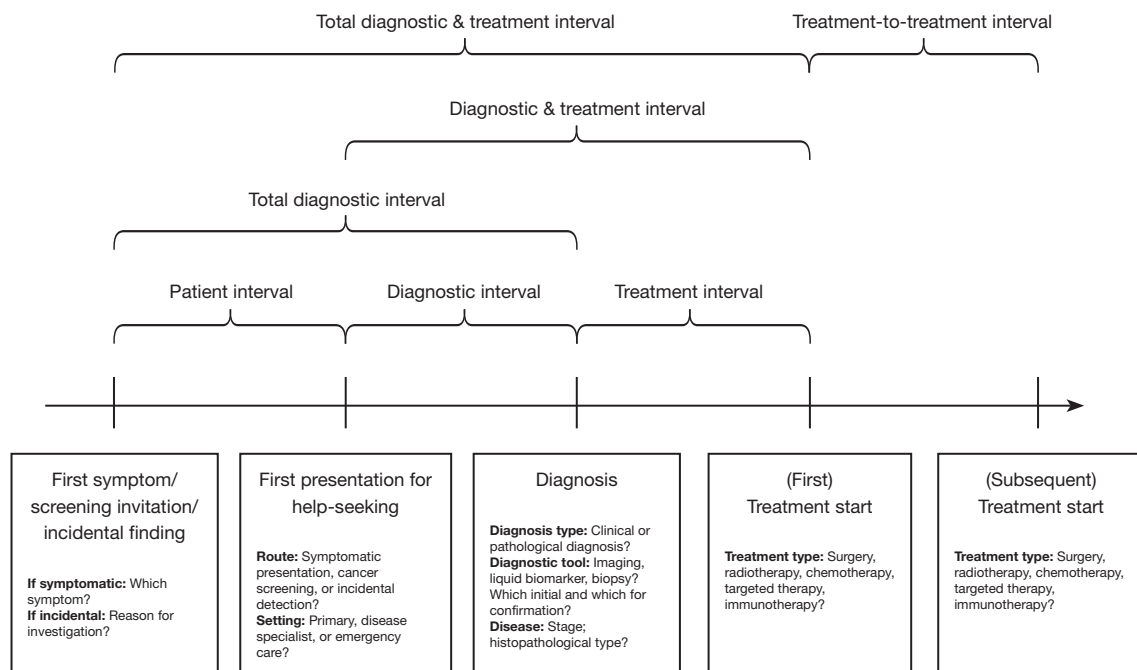 Total diagnostic & treatment interval
Treatment-to-treatment interval
Diagnostic & treatment interval
Total diagnostic interval
Patient interval
Diagnostic interval
Treatment interval
First symptom/
screening invitation/
incidental finding
If symptomatic: Which
symptom?
If incidental: Reason for
investigation?
First presentation for
help-seeking
Route: Symptomatic
presentation, cancer
screening, or incidental
detection?
Setting: Primary, disease
specialist, or emergency
care?
Diagnosis
Diagnosis type: Clinical or
pathological diagnosis?
Diagnostic tool: Imaging,
liquid biomarker, biopsy?
Which initial and which for
confirmation?
Disease: Stage;
histopathological type?
(First)
Treatment start
Treatment type: Surgery,
radiotherapy, chemotherapy,
targeted therapy,
immunotherapy?
(Subsequent)
Treatment start
Treatment type: Surgery,
radiotherapy, chemotherapy,
targeted therapy,
immunotherapy?